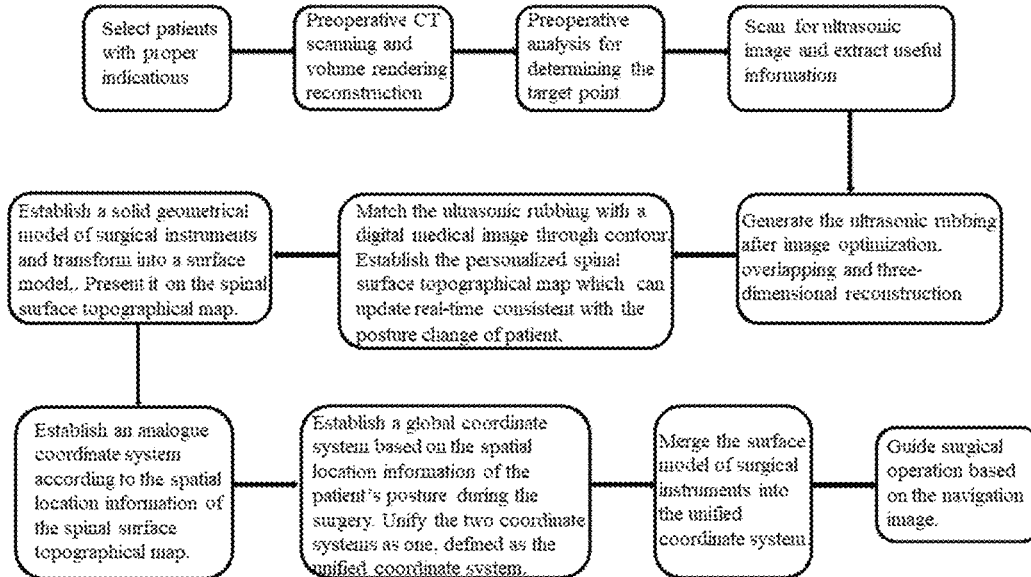 Select patients
with proper
indications
Preoperative CT
scanning and
volume rendering
reconstruction
Preoperative
analysis for
determining the
target point
Scan for ultrasonic
image and extract useful
information
Generate the ultrasonic rubbing
after image optimization,
overlapping and three-
dimensional reconstruction
Match the ultrasonic rubbing with a
digital medical image through contour.
Establish the personalized spinal
surface topographical map which can
update real-time consistent with the
posture change of patient.
Establish a solid geometrical
model of surgical instruments
and transform into a surface
model,. Present it on the spinal
surface topographical map.
Establish an analogue
coordinate system
according to the spatial
location information of
the spinal surface
topographical map.
Establish a global coordinate
system based on the spatial
location information of the
patient's posture during the
surgery. Unify the two coordinate
systems as one, defined as the
unified coordinate system.
Merge the surface
model of surgical
instruments into
the unified
coordinate system
Guide surgical
operation based
on the navigation
image.